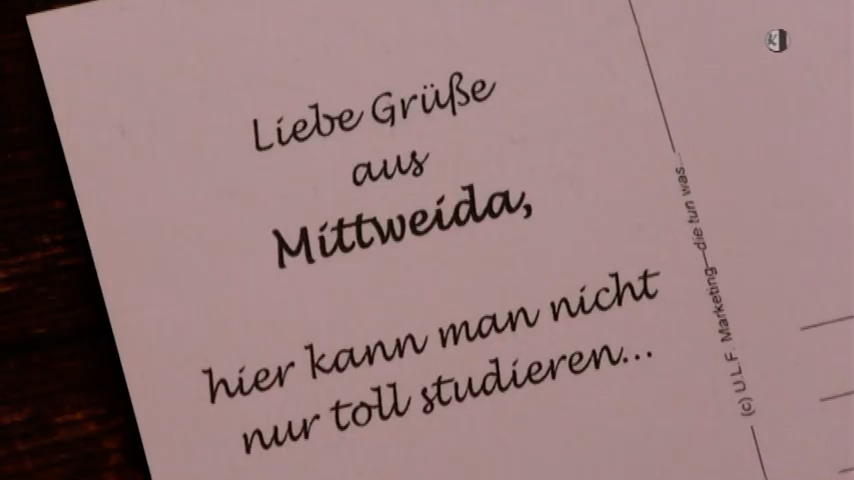 Liebe Grüße
aus
Mittweida,
hier kann man nicht
nur toll studieren...
(c) U.L.F. Marketing—die tun was...